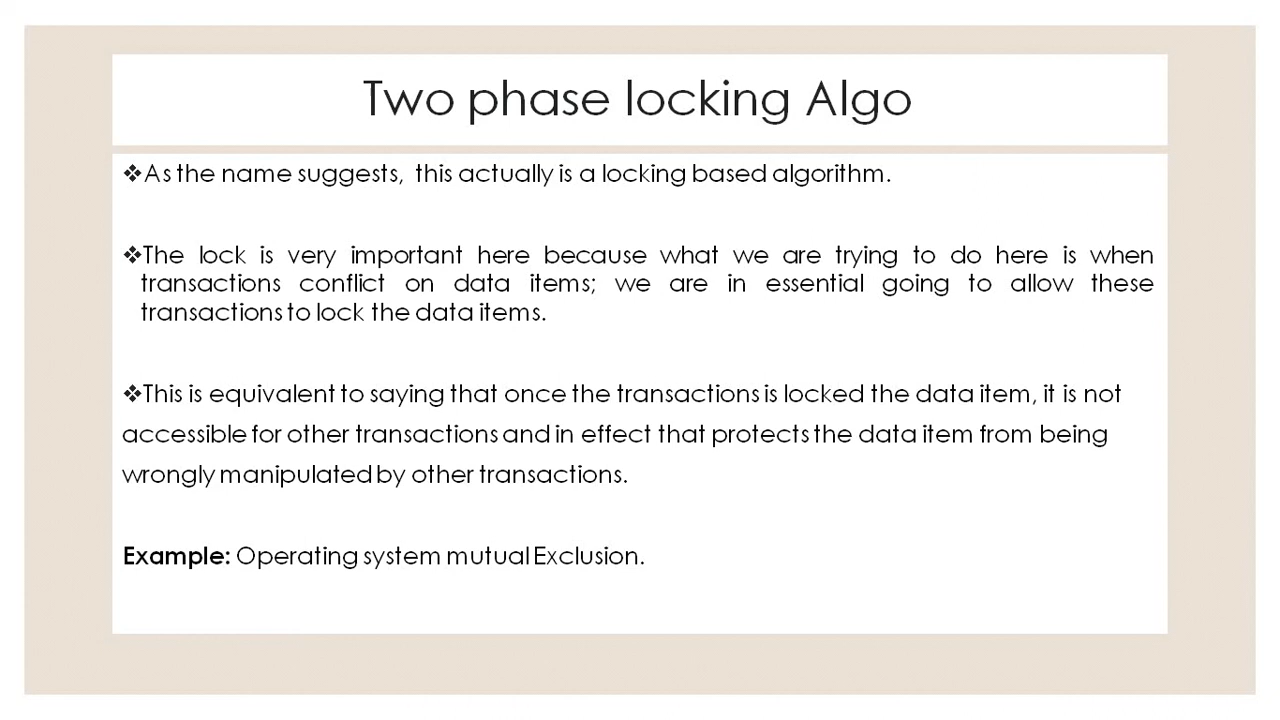 Two phase locking Algo
❖As the name suggests, this actually is a locking based algorithm.
❖The lock is very important here because what we are trying to do here is when
transactions conflict on data items; we are in essential going to allow these
transactions to lock the data items.
❖This is equivalent to saying that once the transactions is locked the data item, it is not
accessible for other transactions and in effect that protects the data item from being
wrongly manipulated by other transactions.
Example: Operating system mutual Exclusion.